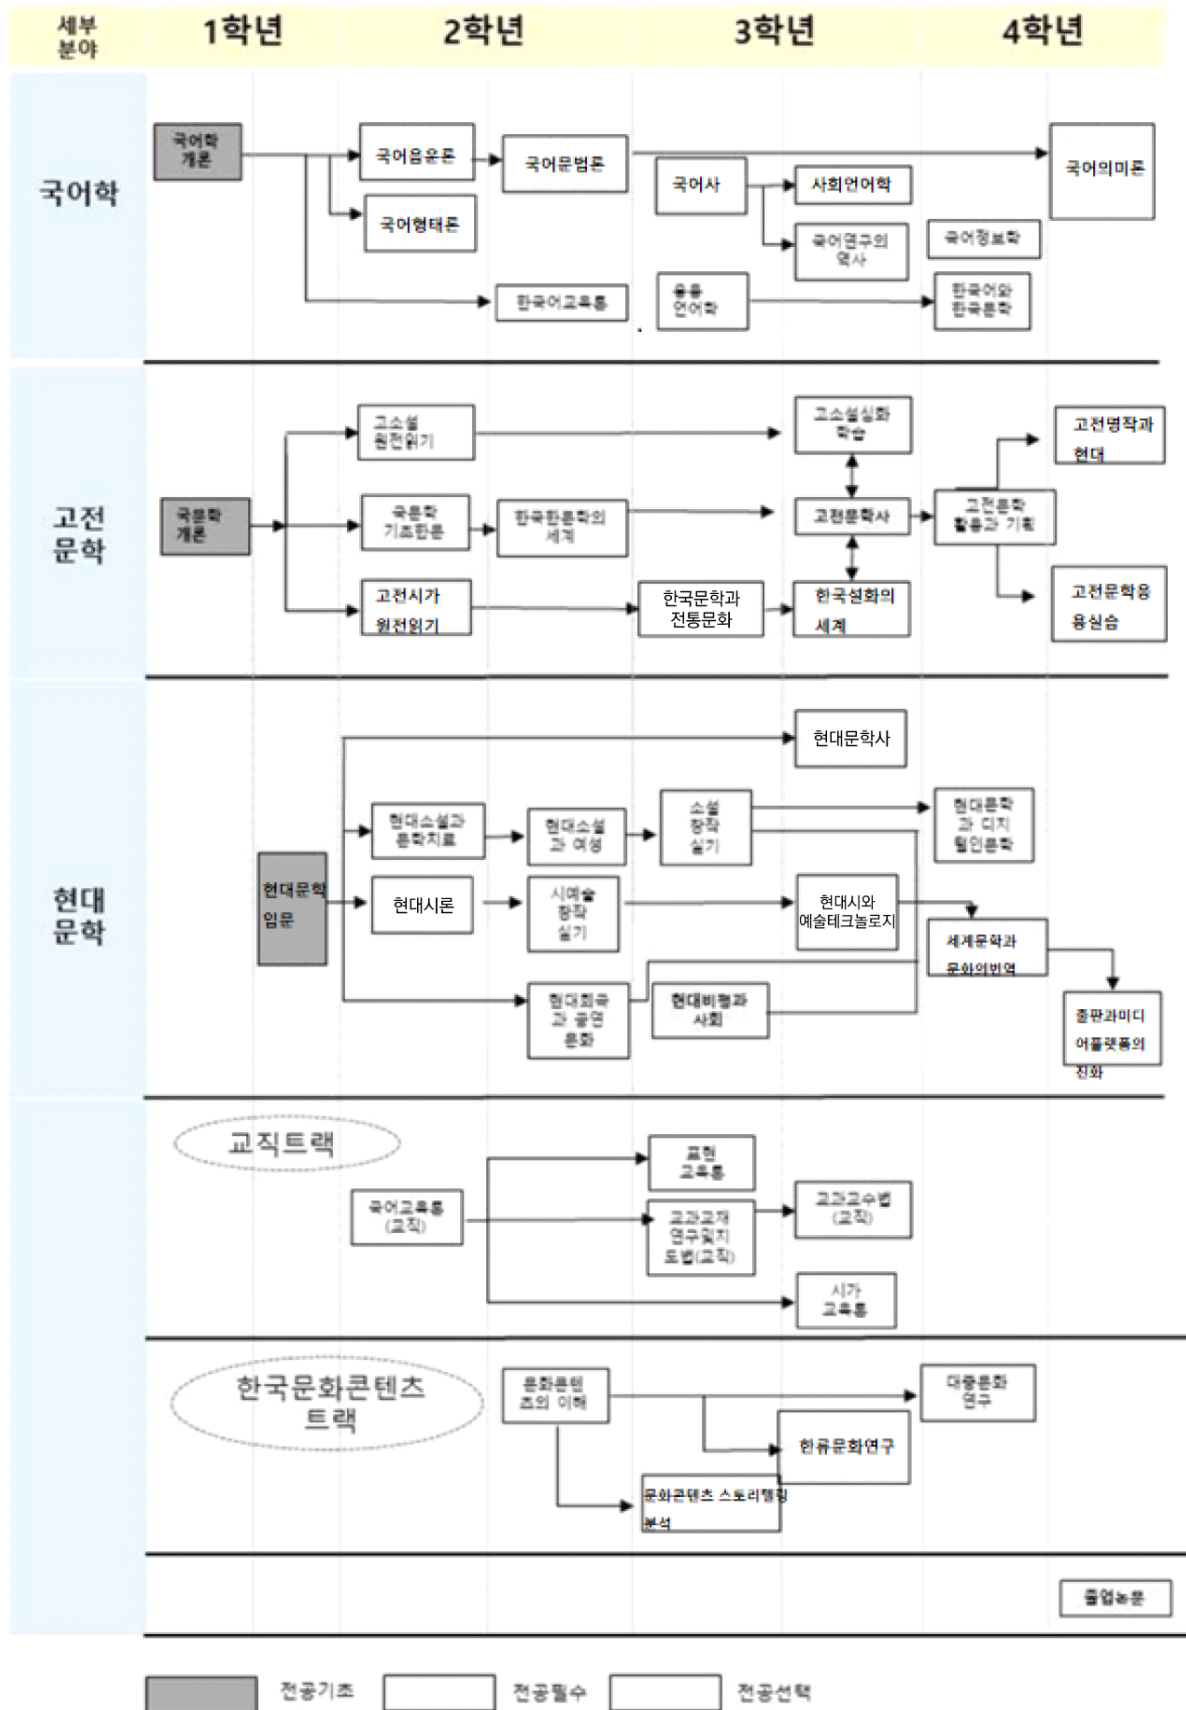 세부
분야
1학년
2학년
3학년
4학년
국어학
국어학
개론
국어음운론
국어문법론
국어형태론
한국어교육론
국어사
사회언어학
국어연구의
역사
응용
언어학
국어의미론
국어정보학
한국어와
한국문학
고전
문학
국문학
개론
고소설
원전읽기
국문학
기초한문
한국한문학의
세계
고전시가
원전읽기
한국문학과
전통문화
고소설심화
학습
고전문학사
한국설화의
세계
고전문학
활용과 기획
고전명작과
현대
고전문학응
용실습
현대
문학
현대문학
입문
현대문학사
현대소설과
문학치료
현대소설
과 여성
소설
창작
실기
현대문학
과 디지
털인문학
현대시론
시예술
창작
실기
현대시와
예술테크놀로지
세계문학과
문화의번역
현대희곡
과 공연
문화
현대비평과
사회
출판과미디
어플랫폼의
진화
교직트랙
국어교육론
(교직)
표현
교육론
교과교재
연구및지
도법(교직)
교과교수법
(교직)
시가
교육론
한국문화콘텐츠
트랙
문화콘텐
츠의 이해
대중문화
연구
한류문화연구
문화콘텐츠 스토리텔링
분석
졸업논문
전공기초
전공필수
전공선택